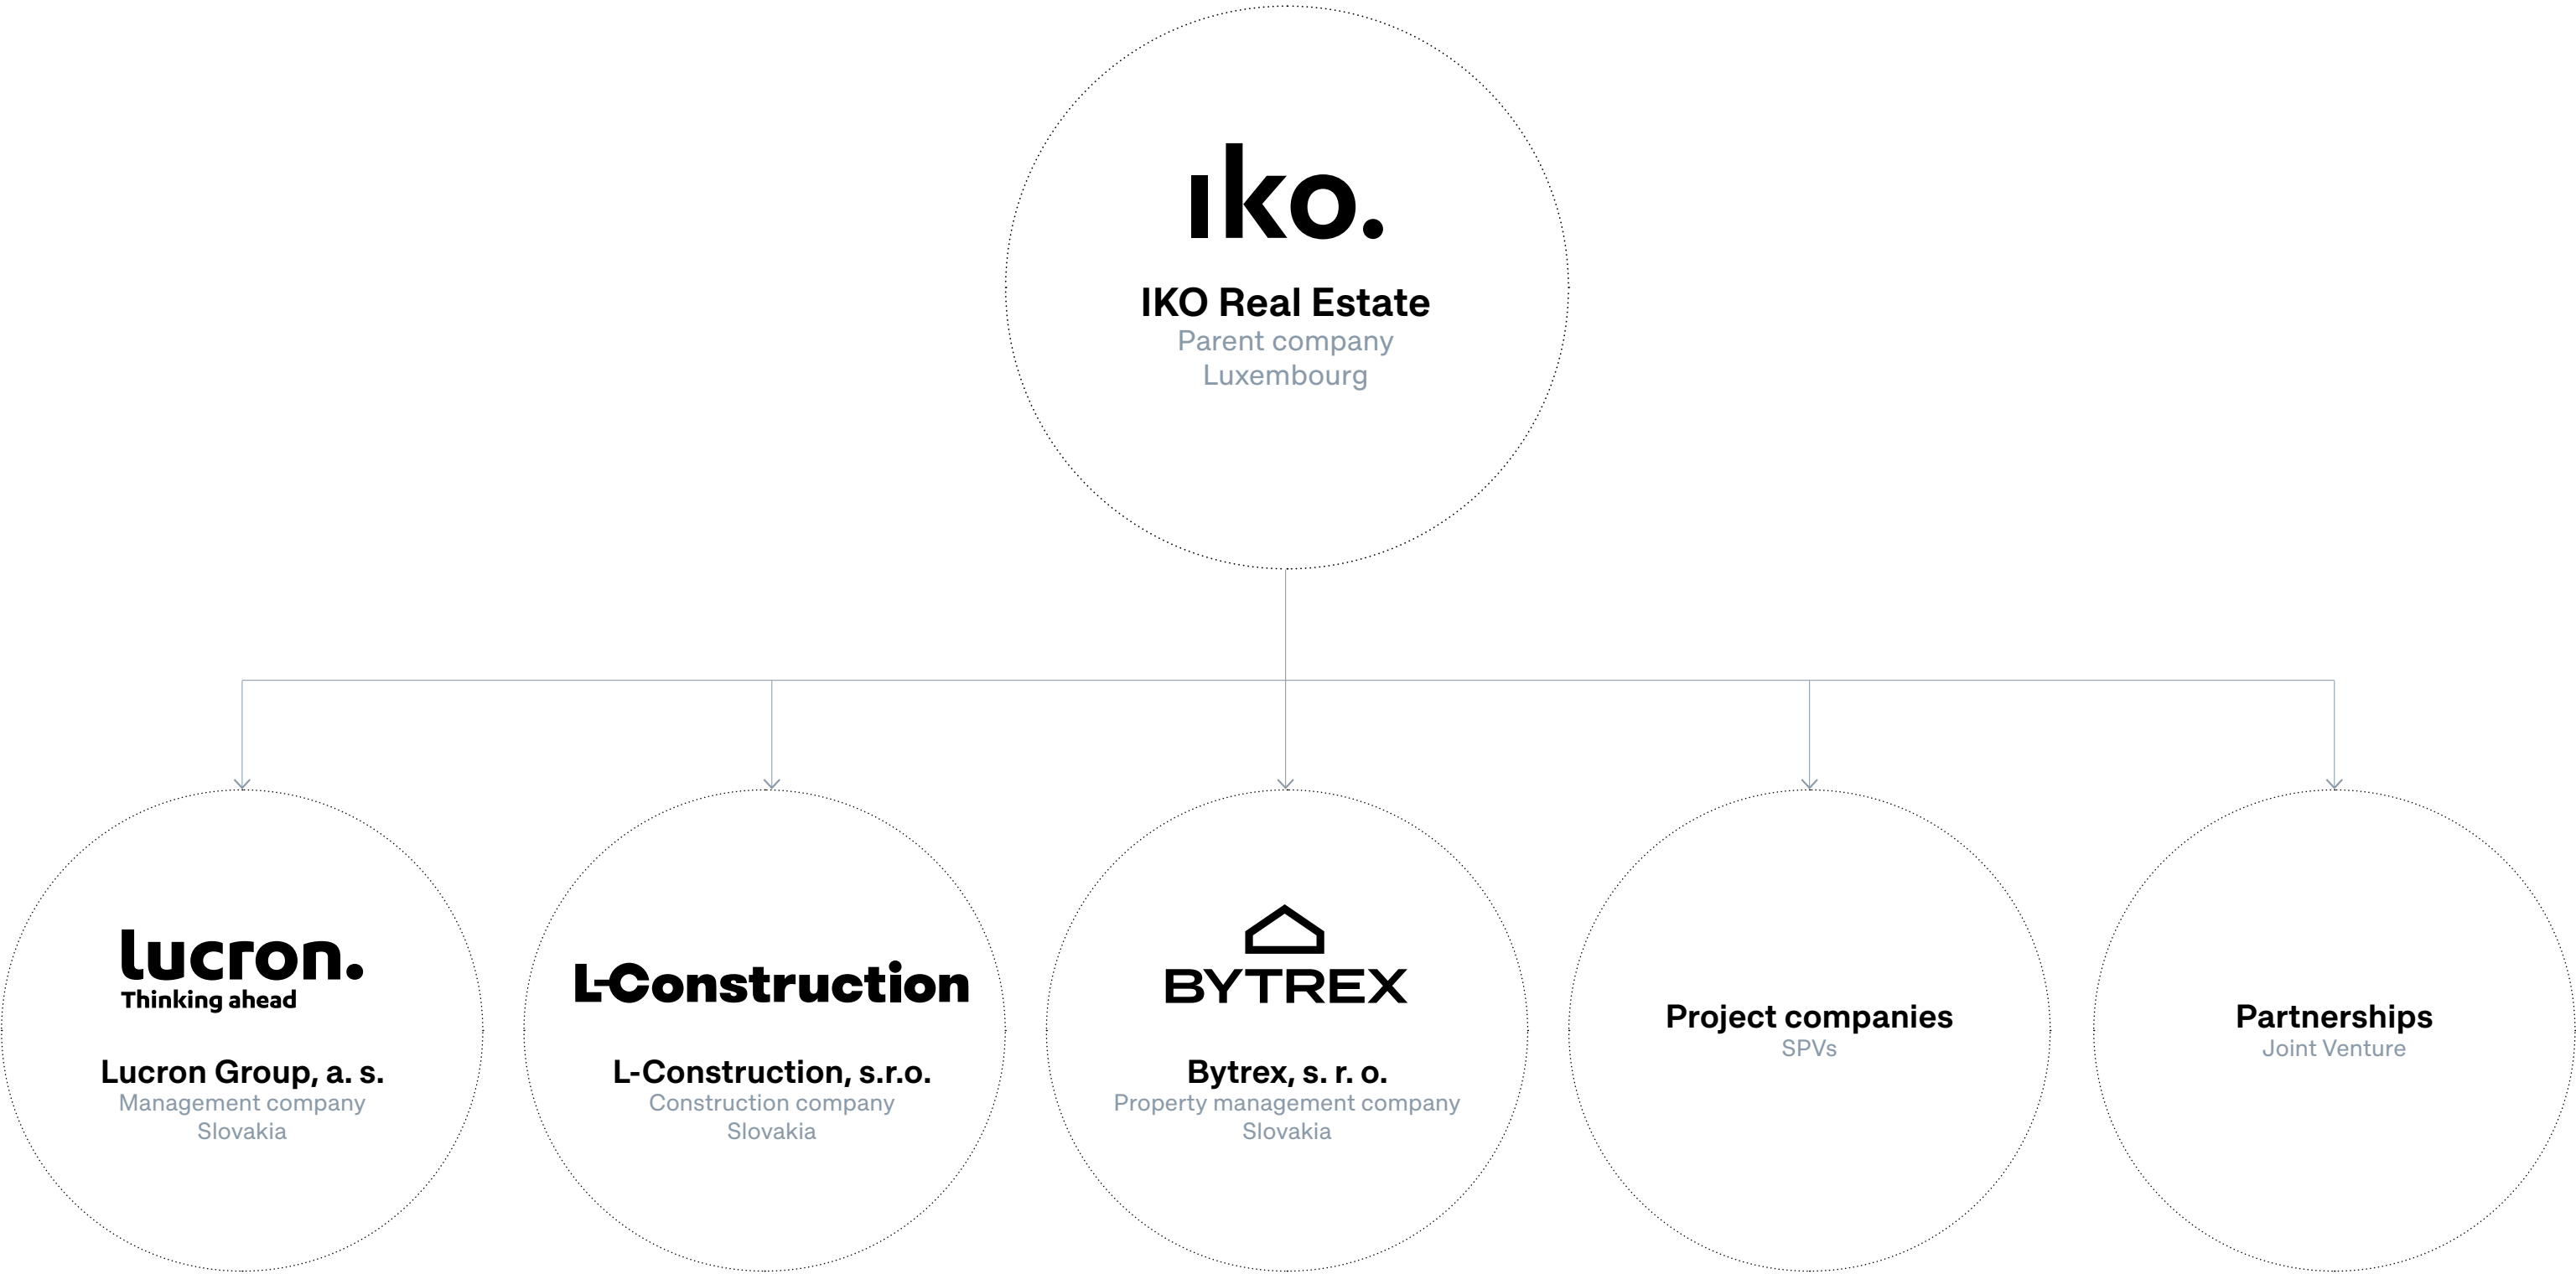 ıko.
IKO Real Estate
Parent company
Luxembourg
lucron.
Thinking ahead
Lucron Group, a. s.
Management company
Slovakia
L-Construction
L-Construction, s.r.o.
Construction company
Slovakia
BYTREX
Bytrex, s. r. o.
Property management company
Slovakia
Project companies
SPVs
Partnerships
Joint Venture